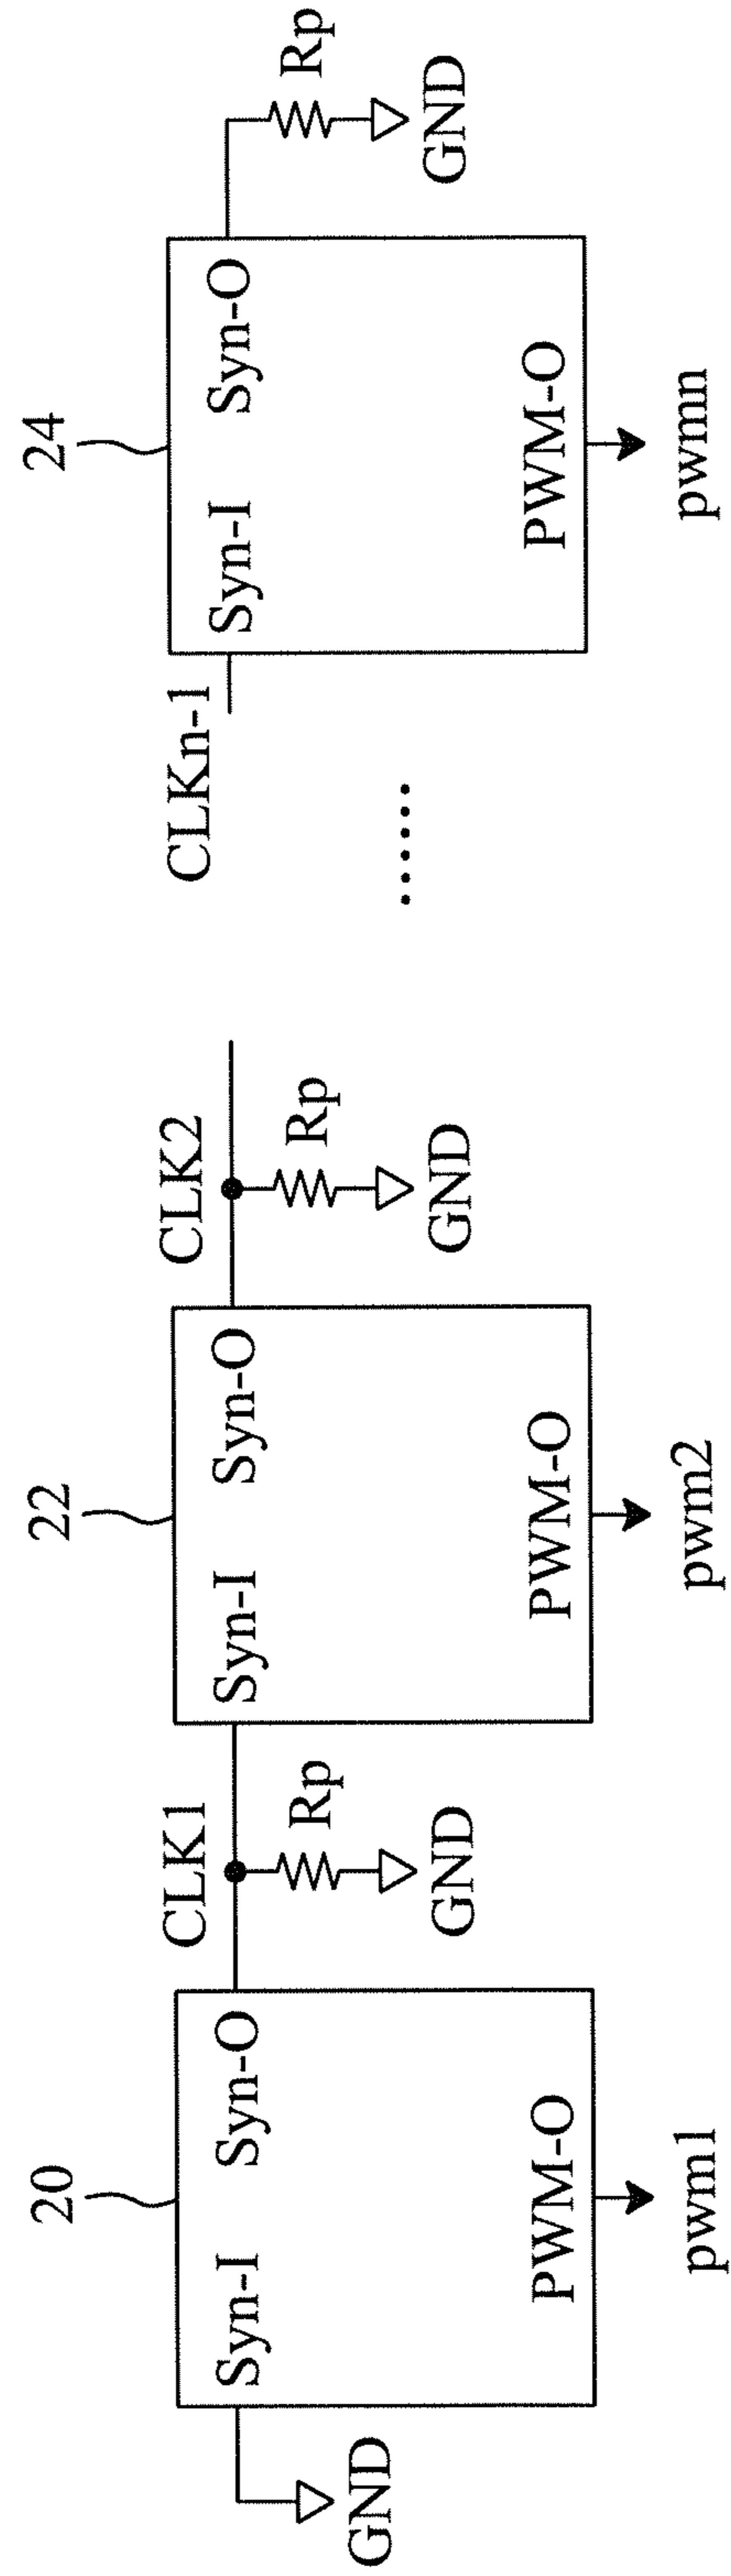 20
Syn-I
Syn-O
PWM-O
pwm1
GND
CLK1
Rp
GND
22
Syn-I
Syn-O
PWM-O
pwm2
CLK2
Rp
GND
......
CLKn-1
24
Syn-I
Syn-O
PWM-O
pwmn
Rp
GND